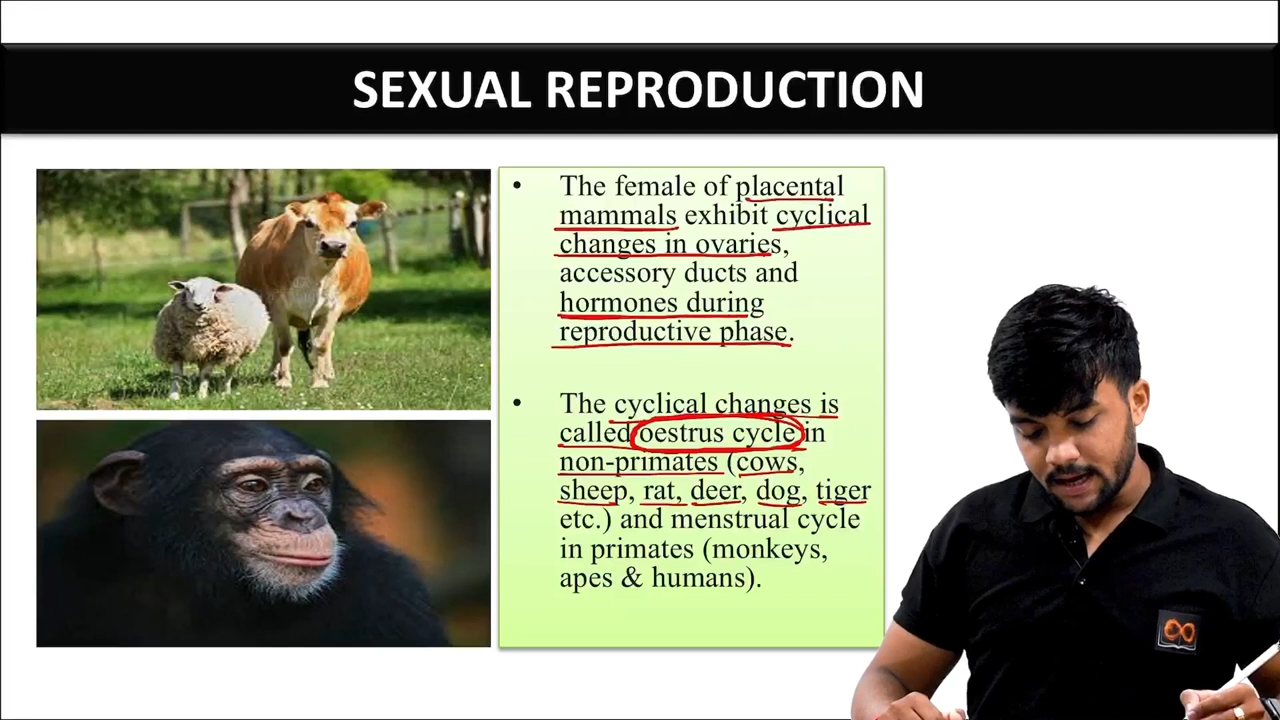 SEXUAL REPRODUCTION
• The female of placental
mammals exhibit cyclical
changes in ovaries,
accessory ducts and
hormones during
reproductive phase.
• The cyclical changes is
called oestrus cycle in
non-primates (cows,
sheep, rat, deer, dog, tiger
etc.) and menstrual cycle
in primates (monkeys,
apes & humans).